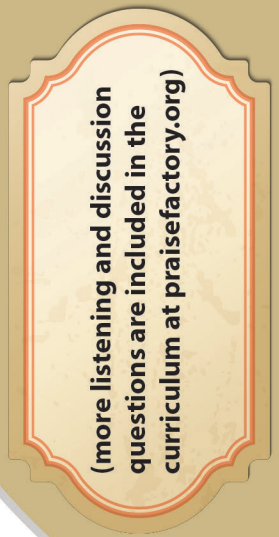 (more listening and discussion
questions are included in the
curriculum at praisefactory.org)